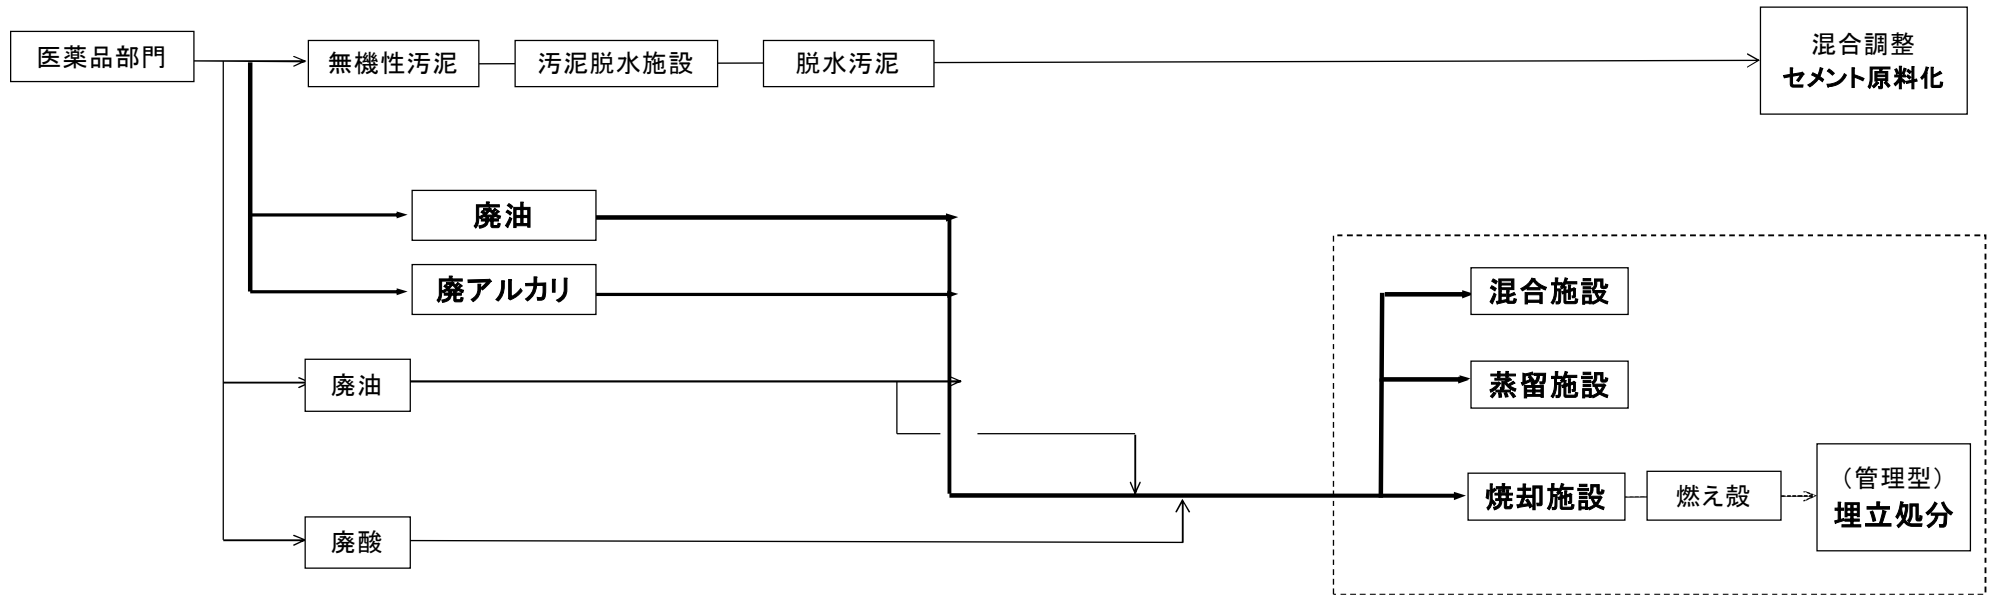 医薬品部門
無機性汚泥
汚泥脱水施設
脱水汚泥
混合調整
セメント原料化
廃油
廃アルカリ
廃油
廃酸
混合施設
蒸留施設
焼却施設
燃え殻
（管理型）
埋立処分